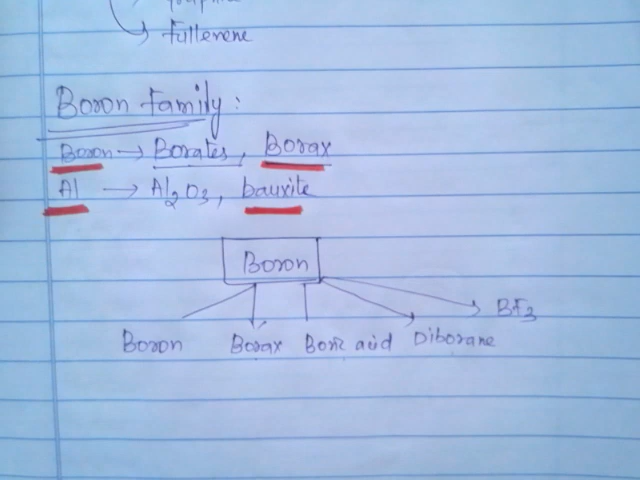 Fullerene
Boron Family:
Boron → Borates, Borax
Al → Al2O3, bauxite
Boron
BF3
Boron Borax Boric acid Diborane